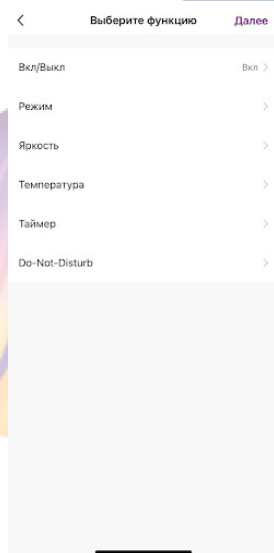 Выберите функцию
Далее
Вкл/Выкл
Вкл
Режим
Яркость
Температура
Таймер
Do-Not-Disturb